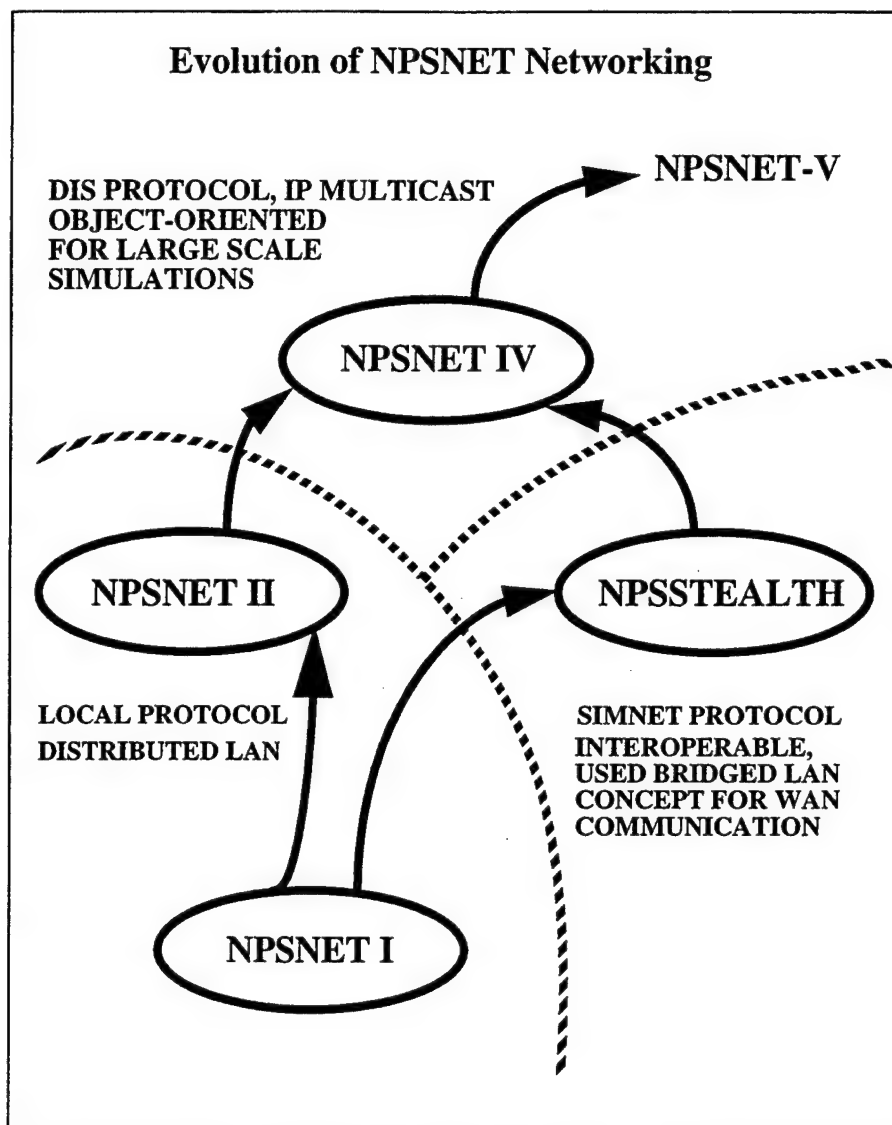 Evolution of NPSNET Networking
NPSNET-V
DIS PROTOCOL, IP MULTICAST
OBJECT-ORIENTED
FOR LARGE SCALE
SIMULATIONS
NPSNET IV
NPSNET II
NPSSTEALTH
LOCAL PROTOCOL
DISTRIBUTED LAN
SIMNET PROTOCOL
INTEROPERABLE,
USED BRIDGED LAN
CONCEPT FOR WAN
COMMUNICATION
NPSNET I